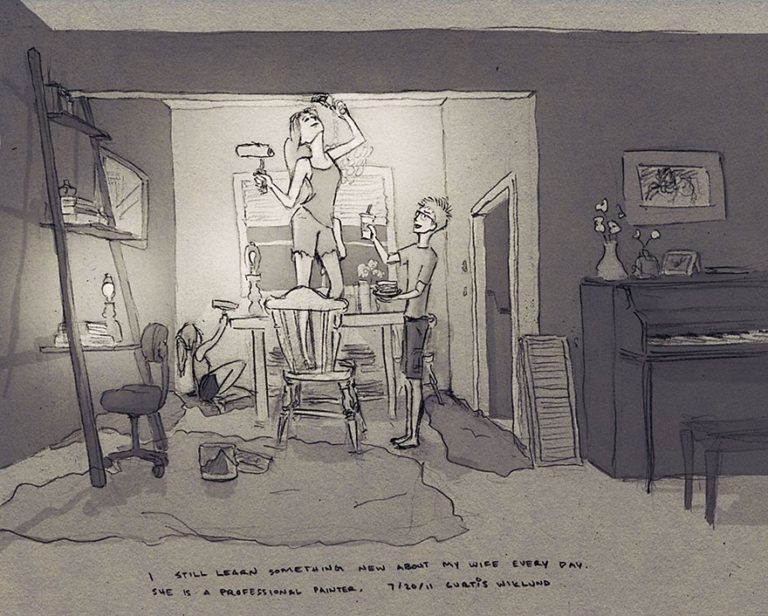 I STILL LEARN SOMETHING NEW ABOUT MY WIFE EVERY DAY.
SHE IS A PROFESSIONAL PAINTER. 7/20/11 CURTIS WIKLUND